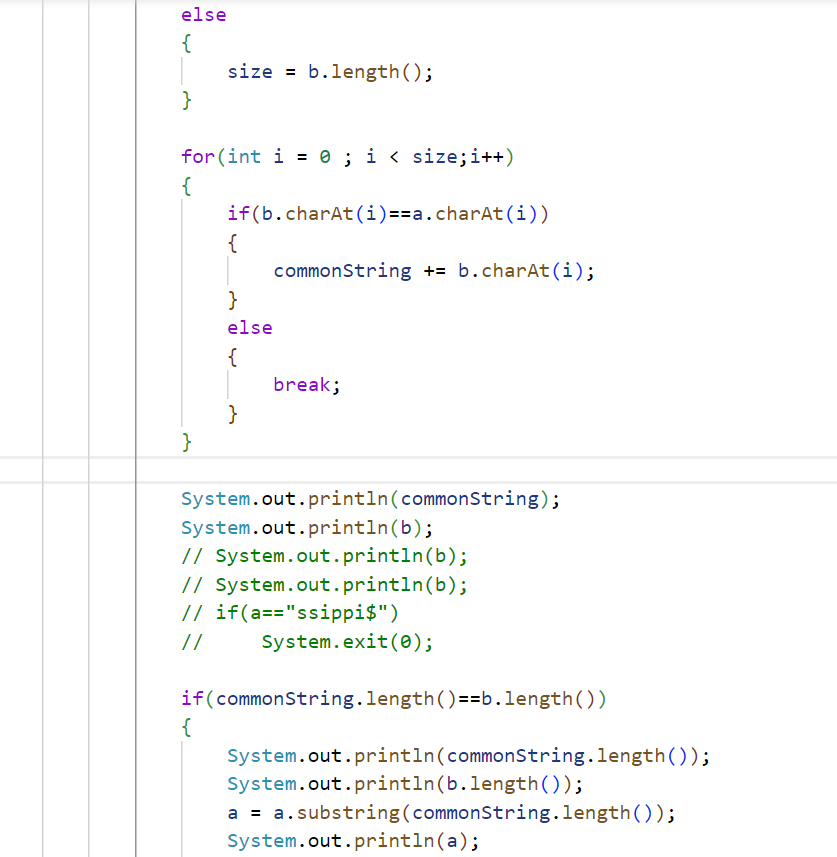 else
{
size = b.length();
}
for(int i = 0 ; i < size;i++)
{
if(b.charAt(i)==a.charAt(i))
{
commonString += b.charAt(i);
}
else
{
break;
}
}
System.out.println(commonString);
System.out.println(b);
// System.out.println(b);
// System.out.println(b);
// if(a=="ssippi$")
//     System.exit(0);
if(commonString.length()==b.length())
{
System.out.println(commonString.length());
System.out.println(b.length());
a = a.substring(commonString.length());
System.out.println(a);